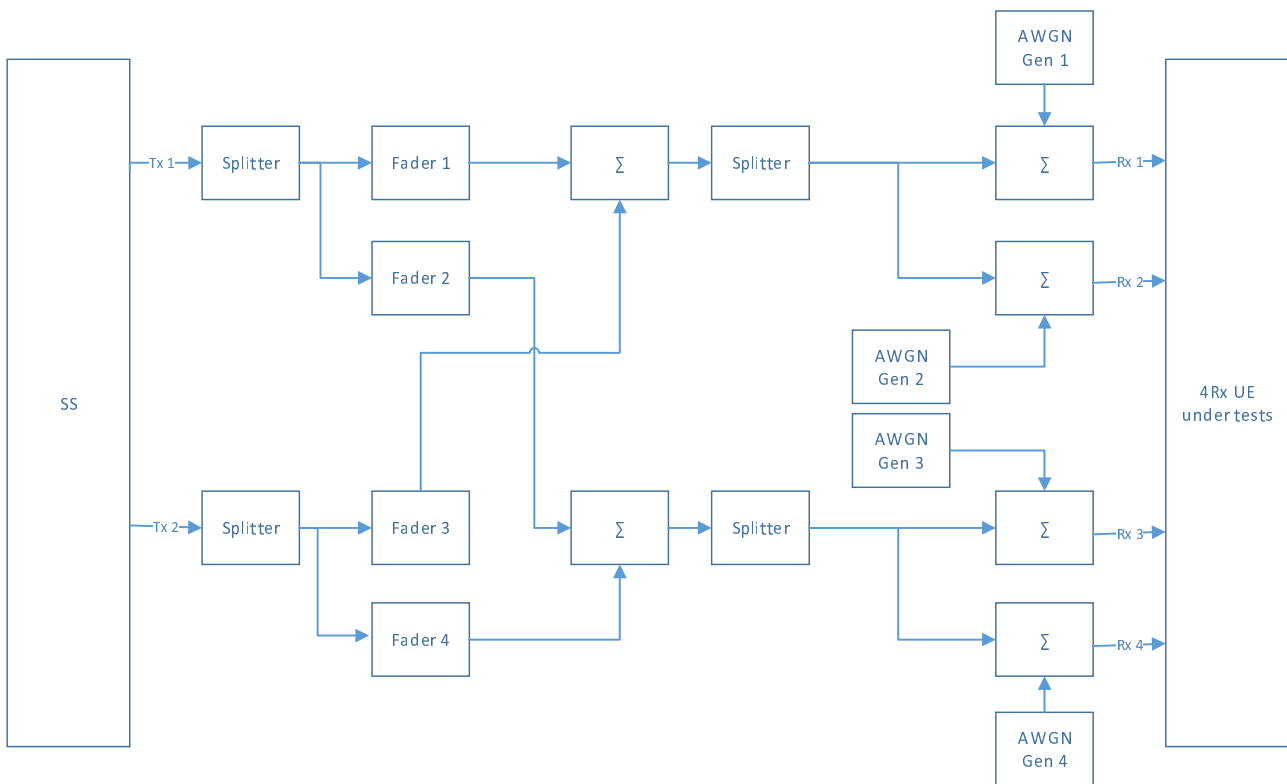 AWGN
Gen 1
Tx 1
Splitter
Fader 1
Σ
Splitter
Σ
Rx 1
Fader 2
Σ
Rx 2
AWGN
Gen 2
SS
4Rx UE
under tests
AWGN
Gen 3
Tx 2
Splitter
Fader 3
Σ
Splitter
Σ
Rx 3
Fader 4
Σ
Rx 4
AWGN
Gen 4